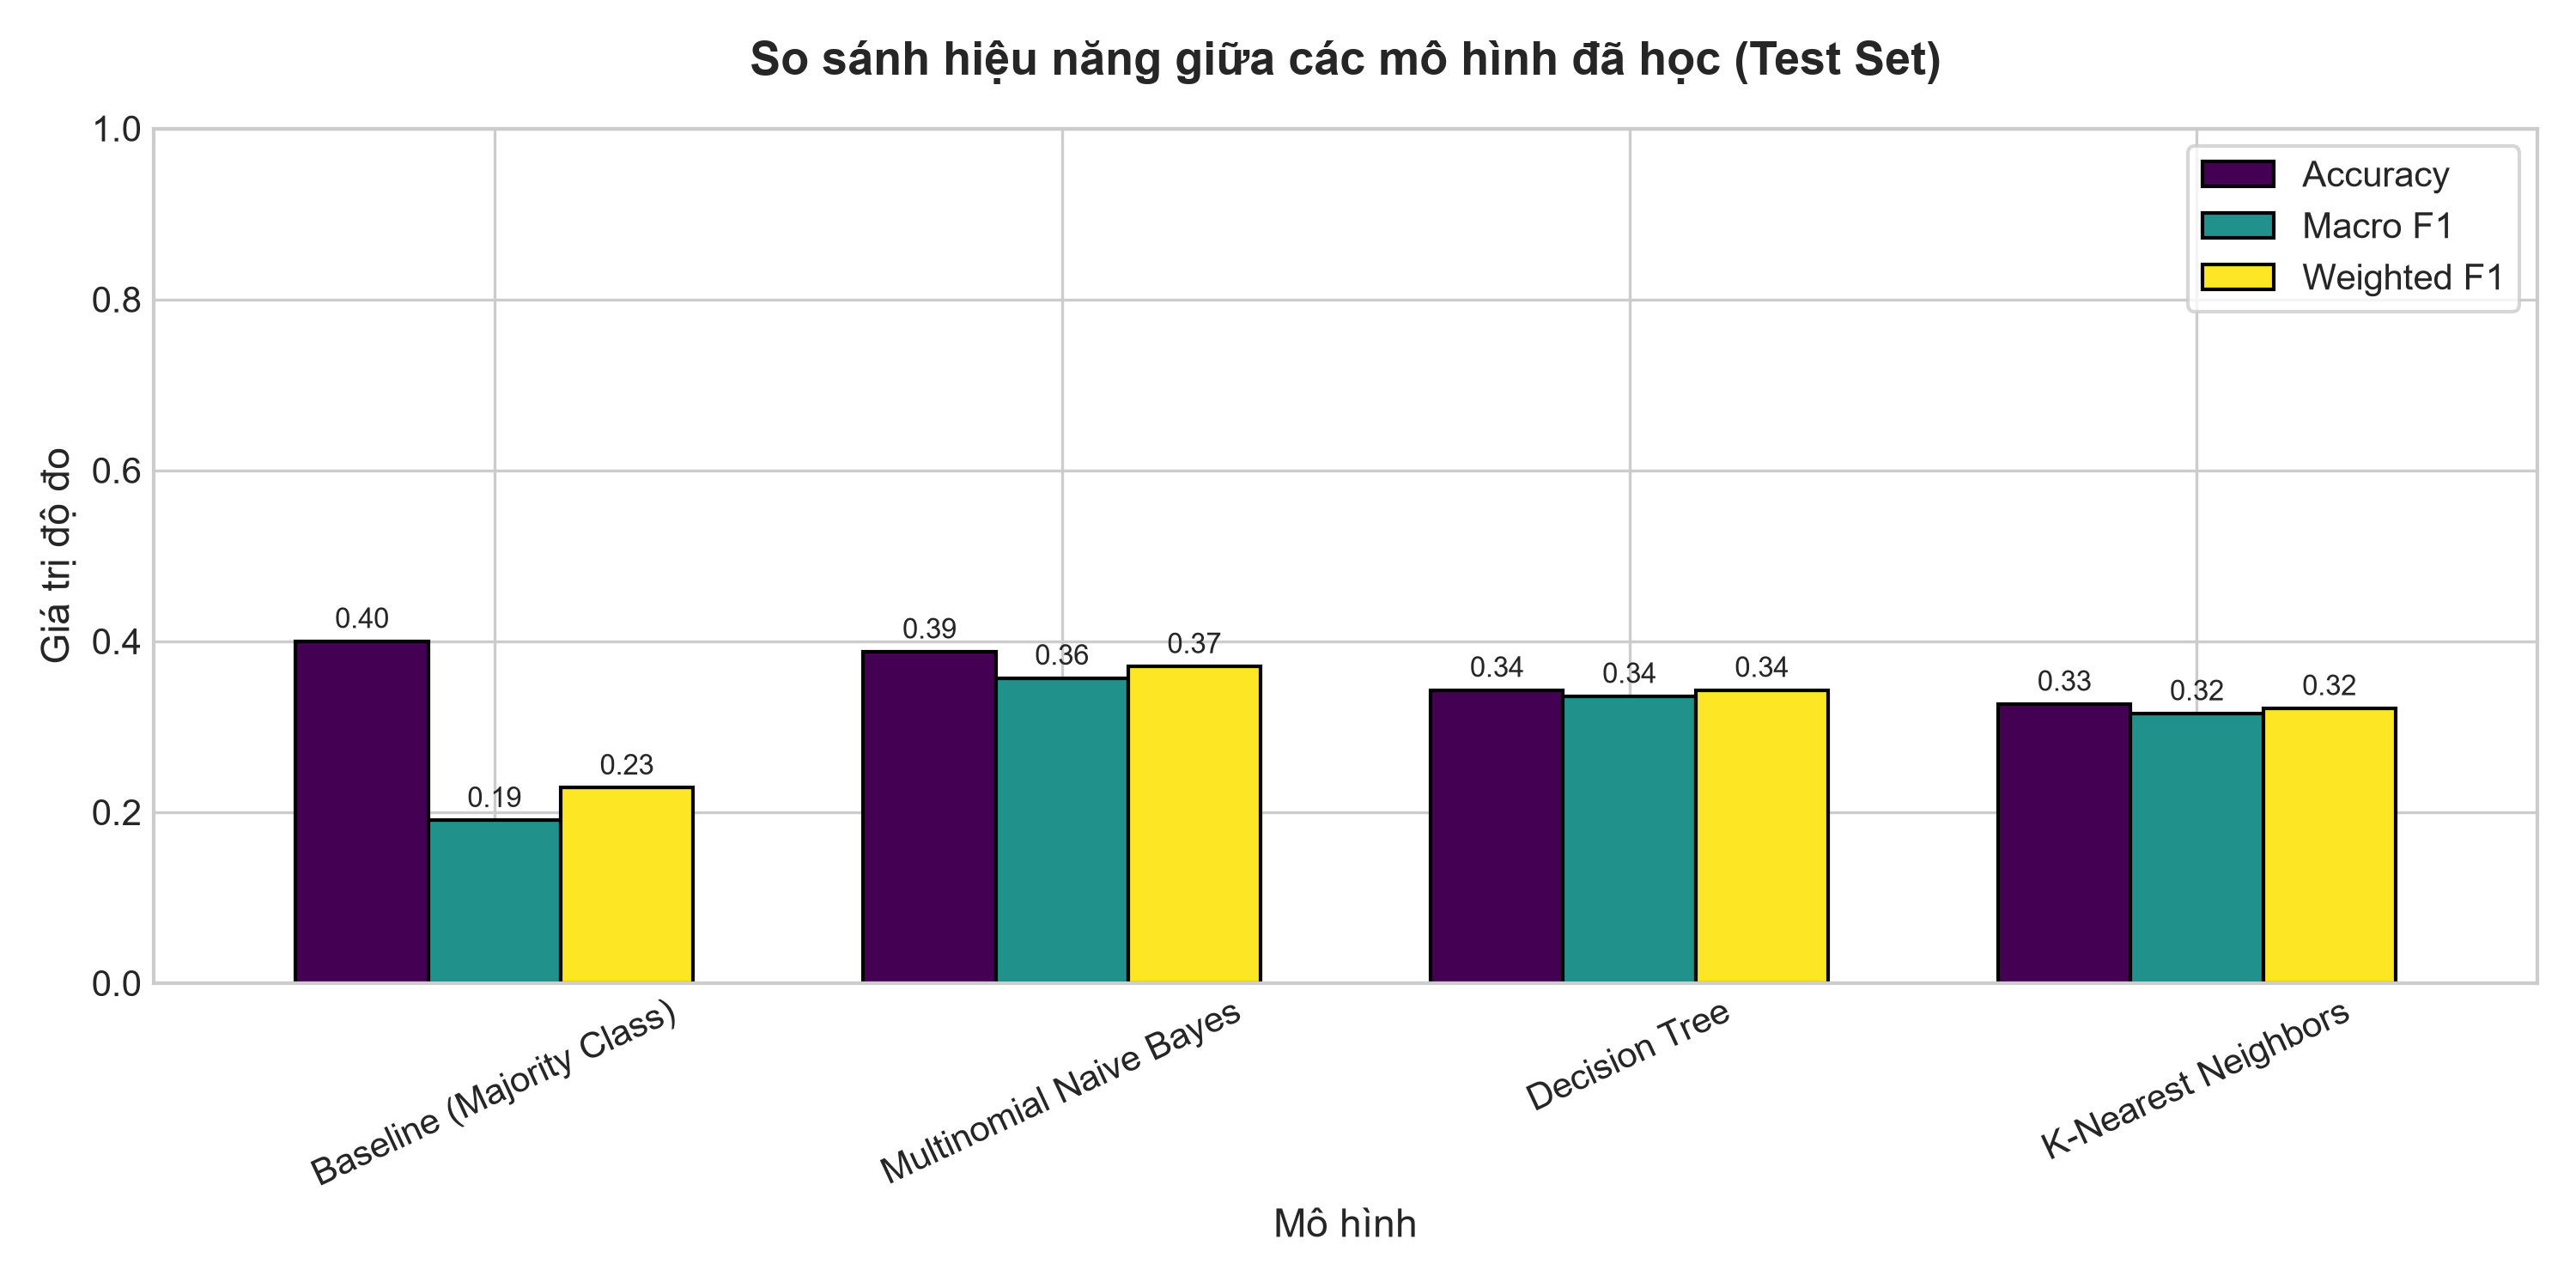 So sánh hiệu năng giữa các mô hình đã học (Test Set)
Giá trị độ đo
1.0
0.8
0.6
0.4
0.2
0.0
Accuracy
Macro F1
Weighted F1
0.40
0.19
0.23
0.39
0.36
0.37
0.34
0.34
0.34
0.33
0.32
0.32
Baseline (Majority Class)
Multinomial Naive Bayes
Decision Tree
K-Nearest Neighbors
Mô hình